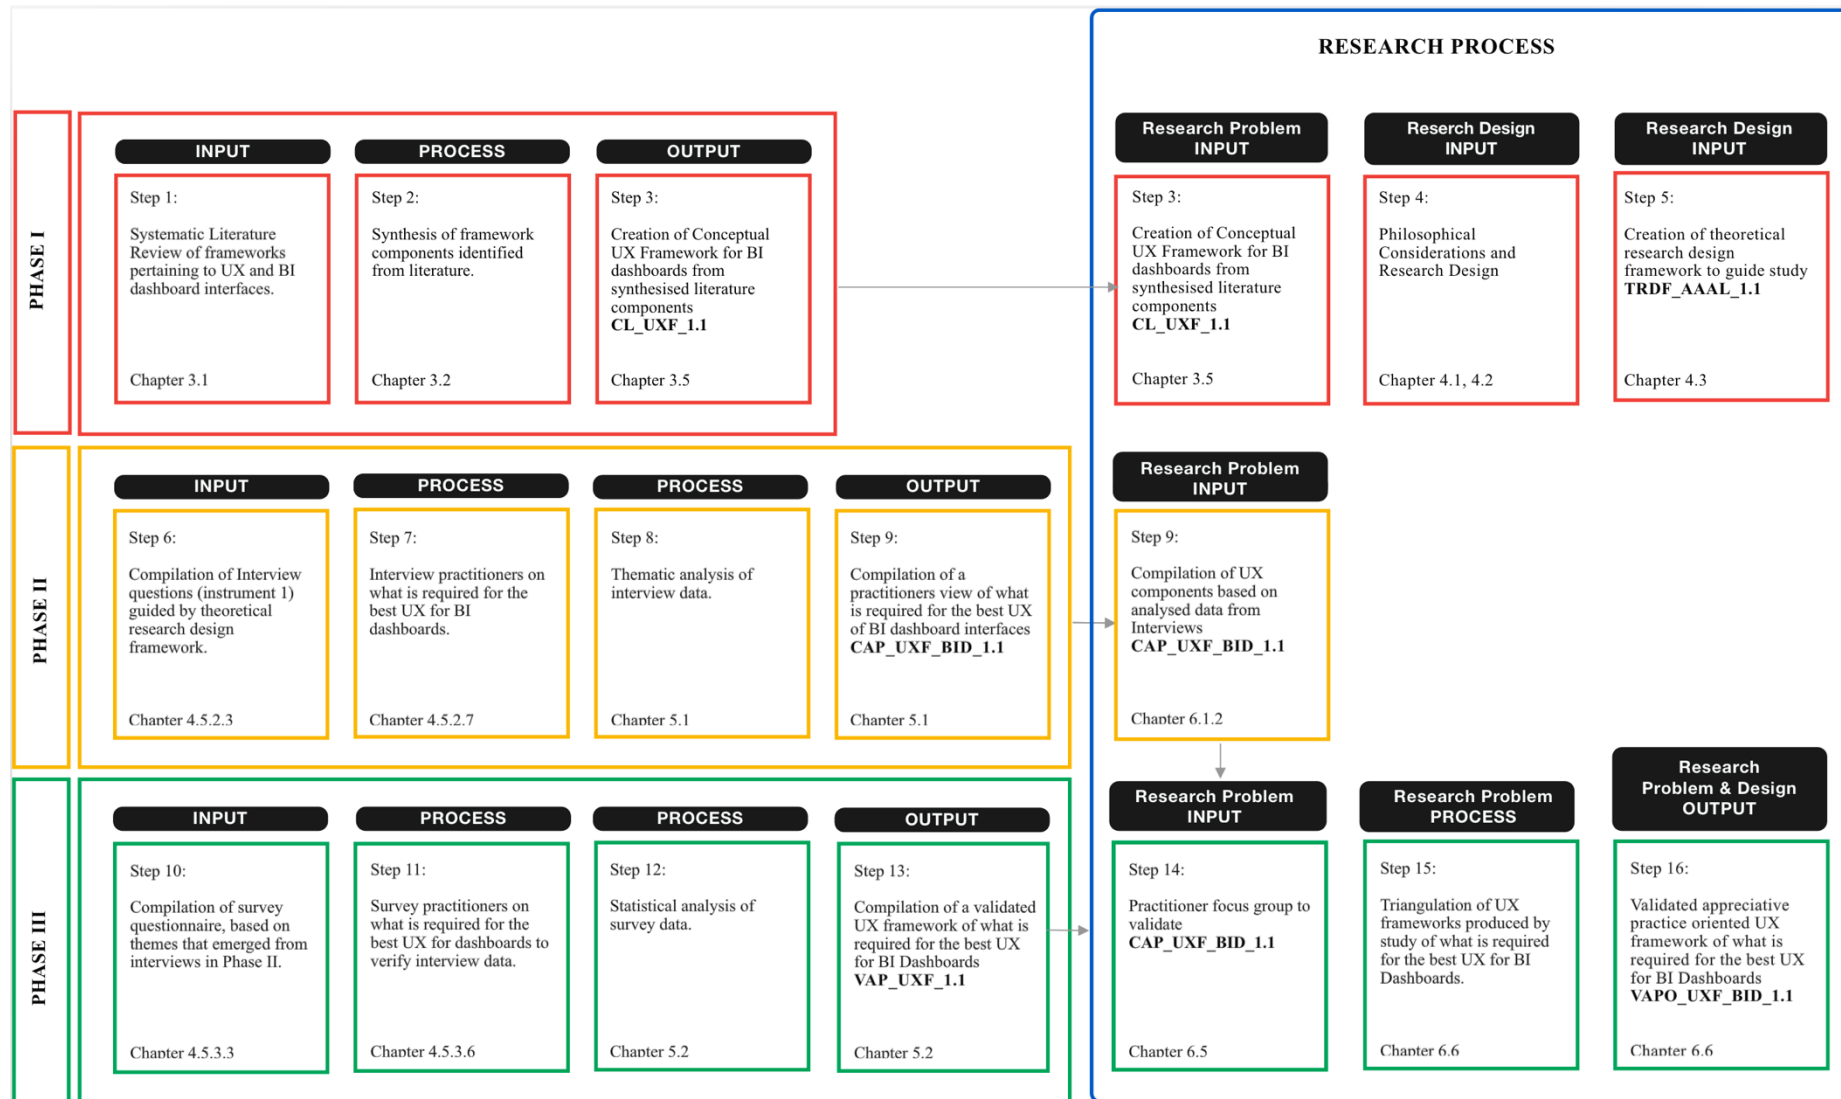 RESEARCH PROCESS
PHASE I
INPUT
Step 1:
Systematic Literature
Review of frameworks
pertaining to UX and BI
dashboard interfaces.
Chapter 3.1
PROCESS
Step 2:
Synthesis of framework
components identified
from literature.
Chapter 3.2
OUTPUT
Step 3:
Creation of Conceptual
UX Framework for BI
dashboards from
synthesised literature
components
CL_UXF_1.1
Chapter 3.5
Research Problem
INPUT
Step 3:
Creation of Conceptual
UX Framework for BI
dashboards from
synthesised literature
components
CL_UXF_1.1
Chapter 3.5
Reserch Design
INPUT
Step 4:
Philosophical
Considerations and
Research Design
Chapter 4.1, 4.2
Research Design
INPUT
Step 5:
Creation of theoretical
research design
framework to guide study
TRDF_AAAL_1.1
Chapter 4.3
PHASE II
INPUT
Step 6:
Compilation of Interview
questions (instrument 1)
guided by theoretical
research design
framework.
Chapter 4.5.2.3
PROCESS
Step 7:
Interview practitioners on
what is required for the
best UX for BI
dashboards.
Chapter 4.5.2.7
PROCESS
Step 8:
Thematic analysis of
interview data.
Chapter 5.1
OUTPUT
Step 9:
Compilation of a
practitioners view of what
is required for the best UX
of BI dashboard interfaces
CAP_UXF_BID_1.1
Chapter 5.1
Research Problem
INPUT
Step 9:
Compilation of UX
components based on
analysed data from
Interviews
CAP_UXF_BID_1.1
Chapter 6.1.2
PHASE III
INPUT
Step 10:
Compilation of survey
questionnaire, based on
themes that emerged from
interviews in Phase II.
Chapter 4.5.3.3
PROCESS
Step 11:
Survey practitioners on
what is required for the
best UX for dashboards to
verify interview data.
Chapter 4.5.3.6
PROCESS
Step 12:
Statistical analysis of
survey data.
Chapter 5.2
OUTPUT
Step 13:
Compilation of a validated
UX framework of what is
required for the best UX
for BI Dashboards
VAP_UXF_1.1
Chapter 5.2
Research Problem
INPUT
Step 14:
Practitioner focus group to
validate
CAP_UXF_BID_1.1
Chapter 6.5
Research Problem
PROCESS
Step 15:
Triangulation of UX
frameworks produced by
study of what is required
for the best UX for BI
Dashboards.
Chapter 6.6
Research
Problem & Design
OUTPUT
Step 16:
Validated appreciative
practice oriented UX
framework of what is
required for the best UX
for BI Dashboards
VAPO_UXF_BID_1.1
Chapter 6.6